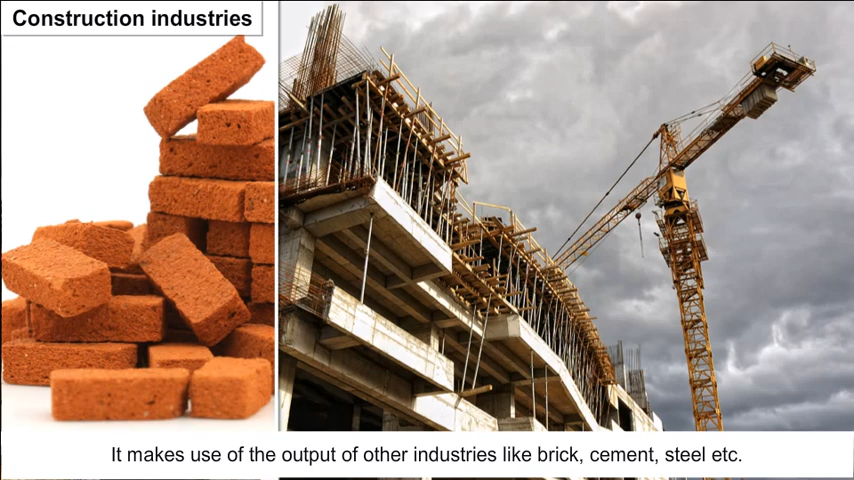 Construction industries
It makes use of the output of other industries like brick, cement, steel etc.